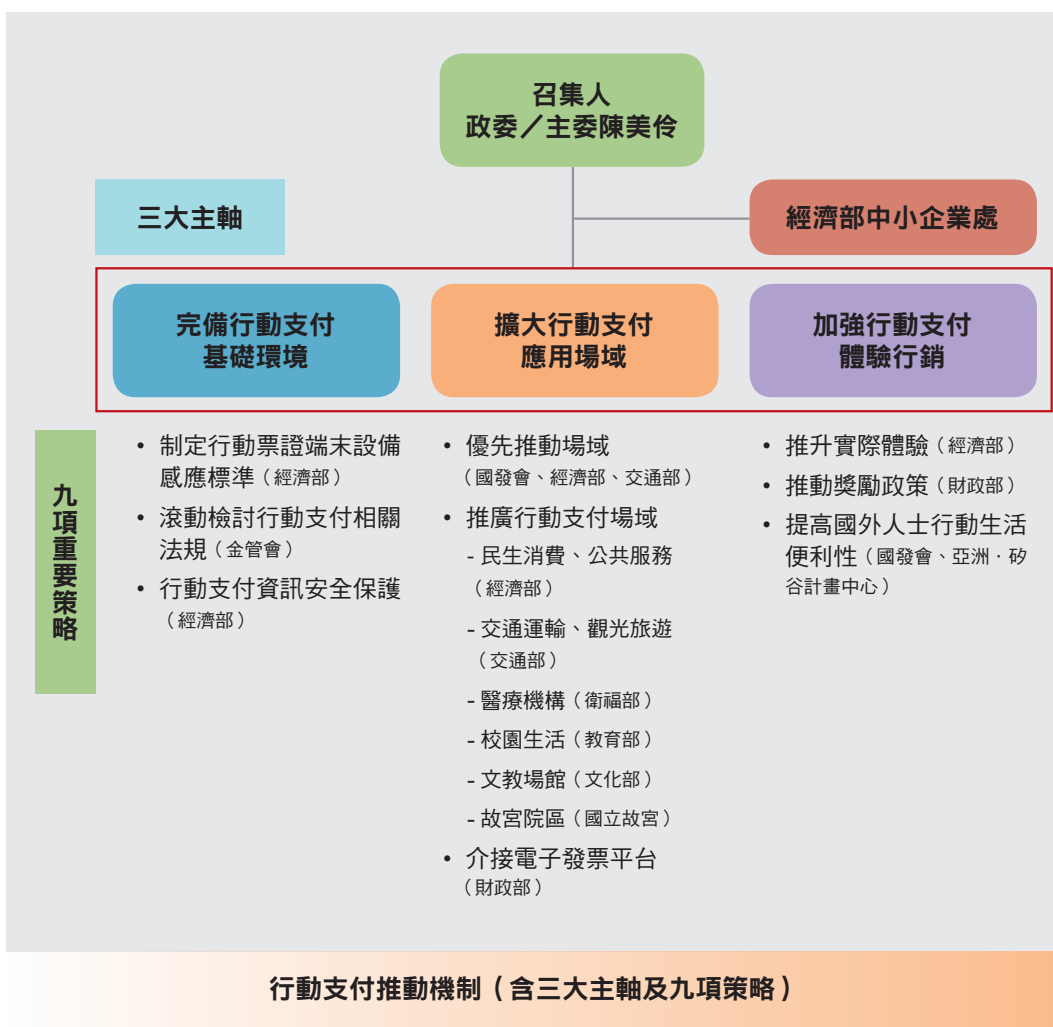 召集人
政委／主委陳美伶
三大主軸
經濟部中小企業處
完備行動支付
基礎環境
擴大行動支付
應用場域
加強行動支付
體驗行銷
九項重要策略
• 制定行動票證端末設備
感應標準（經濟部）
• 滾動檢討行動支付相關
法規（金管會）
• 行動支付資訊安全保護
（經濟部）
• 優先推動場域
（國發會、經濟部、交通部）
• 推廣行動支付場域
- 民生消費、公共服務
（經濟部）
- 交通運輸、觀光旅遊
（交通部）
- 醫療機構（衛福部）
- 校園生活（教育部）
- 文教場館（文化部）
- 故宮院區（國立故宮）
• 介接電子發票平台
（財政部）
• 推升實際體驗（經濟部）
• 推動獎勵政策（財政部）
• 提高國外人士行動生活
便利性（國發會、亞洲．矽
谷計畫中心）
行動支付推動機制（含三大主軸及九項策略）